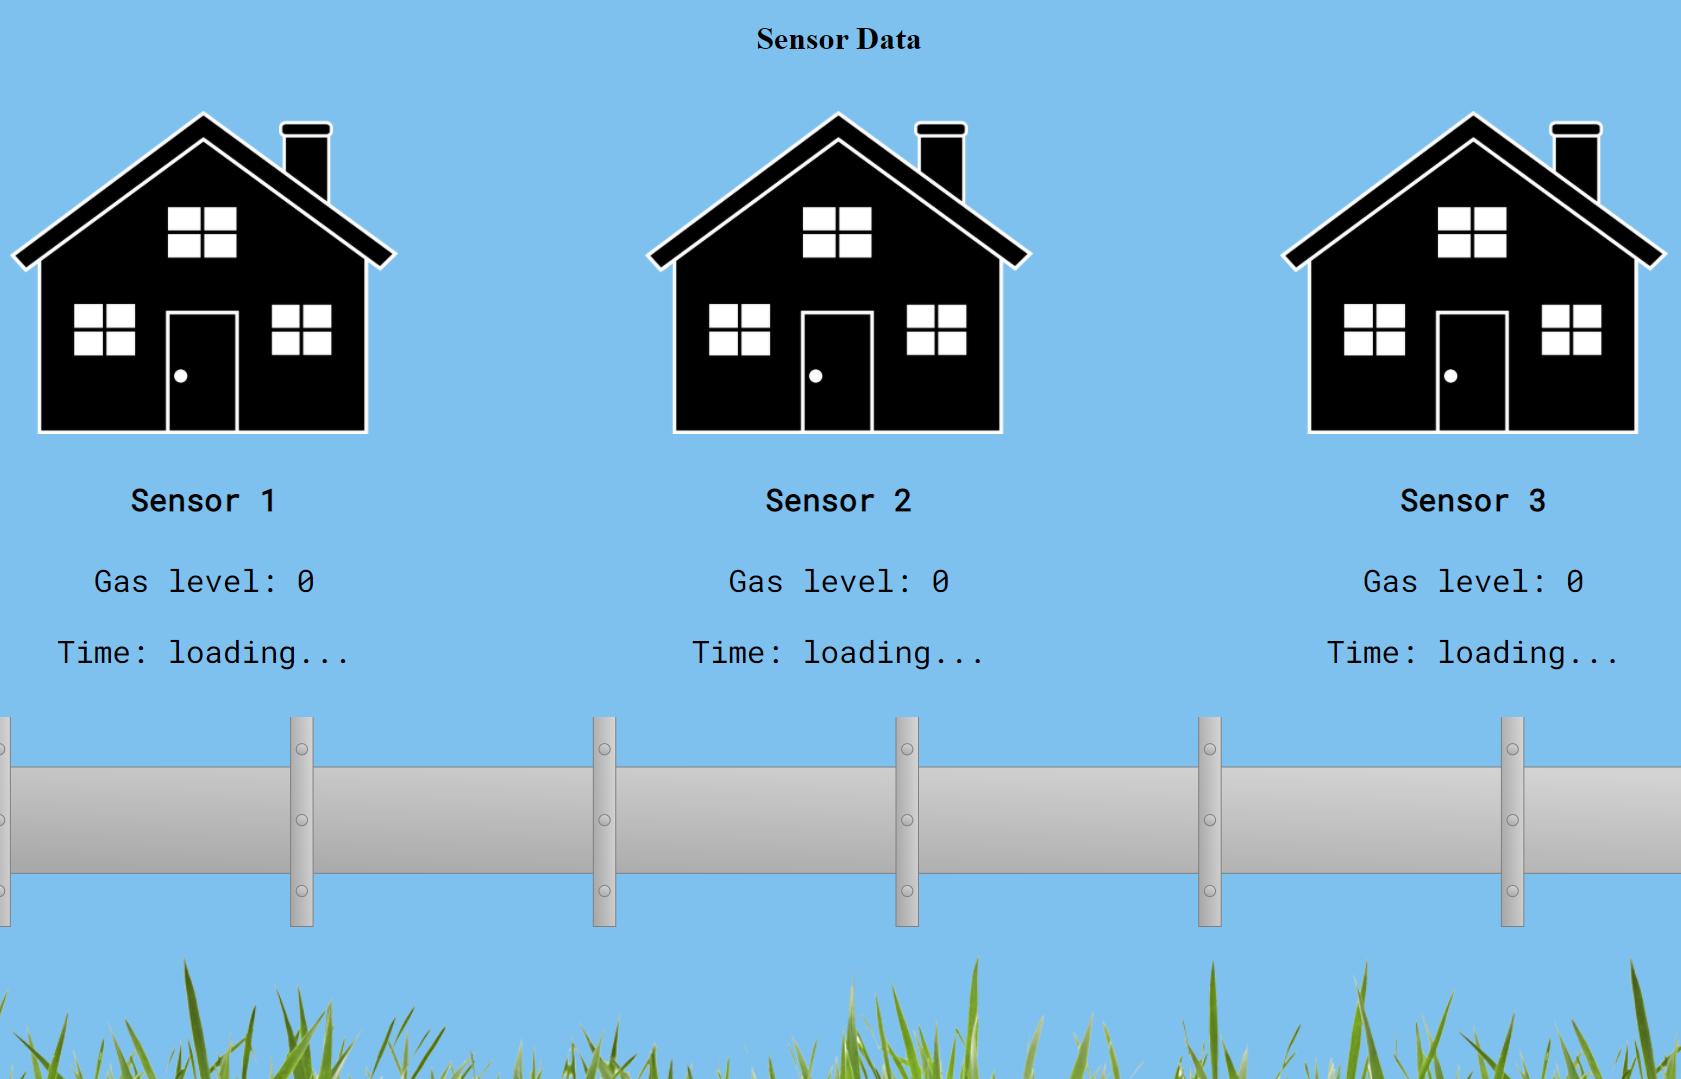 Sensor Data
Sensor 1
Gas level: 0
Time: loading...
Sensor 2
Gas level: 0
Time: loading...
Sensor 3
Gas level: 0
Time: loading...